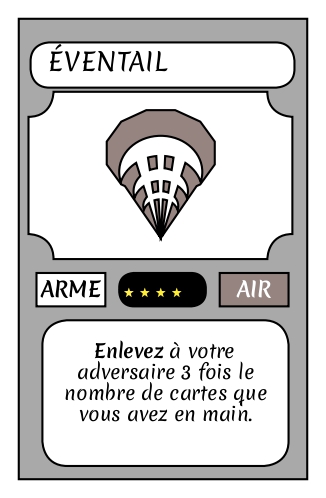 ÉVENTAIL
ARME
AIR
Enlevez à votre
adversaire 3 fois le
nombre de cartes que
vous avez en main.